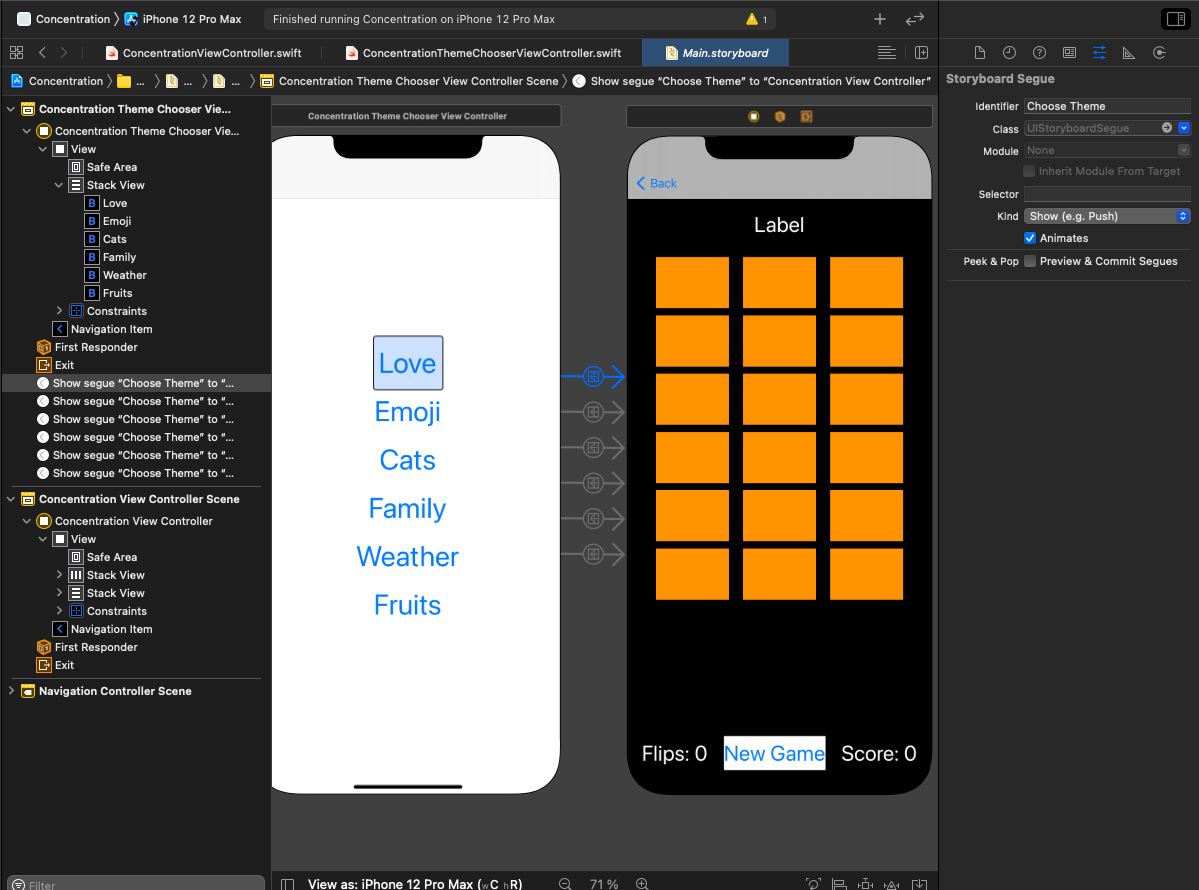 Concentration iPhone 12 Pro Max
Finished running Concentration on iPhone 12 Pro Max
1
ConcentrationViewController.swift
ConcentrationThemeChooserViewController.swift
Main.storyboard
Concentration ... ... ... Concentration Theme Chooser View Controller Scene Show segue “Choose Theme” to “Concentration View Controller”
Concentration Theme Chooser Vie...
Concentration Theme Chooser Vie...
View
Safe Area
Stack View
B Love
B Emoji
B Cats
B Family
B Weather
B Fruits
Constraints
Navigation Item
First Responder
Exit
Show segue “Choose Theme” to “...
Show segue “Choose Theme” to “...
Show segue “Choose Theme” to “...
Show segue “Choose Theme” to “...
Show segue “Choose Theme” to “...
Show segue “Choose Theme” to “...
Concentration View Controller Scene
Concentration View Controller
View
Safe Area
Stack View
Stack View
Constraints
Navigation Item
First Responder
Exit
Navigation Controller Scene
Filter
Concentration Theme Chooser View Controller
Love
Emoji
Cats
Family
Weather
Fruits
Back
Label
Flips: 0
New Game
Score: 0
View as: iPhone 12 Pro Max (wC hR)
71 %
Storyboard Segue
Identifier Choose Theme
Class UIStoryboardSegue
Module None
Inherit Module From Target
Selector
Kind Show (e.g. Push)
Animates
Peek & Pop Preview & Commit Segues